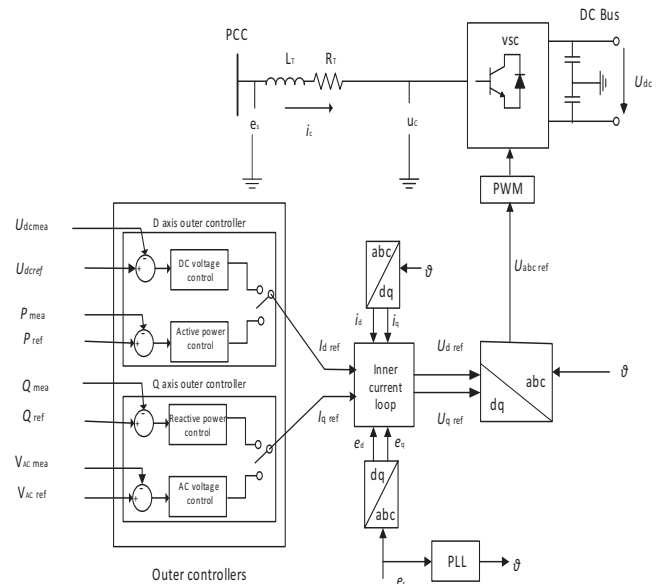 DC Bus
PCC
vsc
LT
RT
Udc
es
ic
uc
PWM
Udcmea
D axis outer controller
Uabc ref
Udcref
DC voltage control
abc
dq
ϑ
Pmea
Pref
Active power control
id
iq
Id ref
Ud ref
Inner current loop
abc
dq
ϑ
Qmea
Q axis outer controller
Qref
Reactive power control
Iq ref
Uq ref
ed
eq
VAC mea
VAC ref
AC voltage control
dq
abc
PLL
ϑ
es
Outer controllers